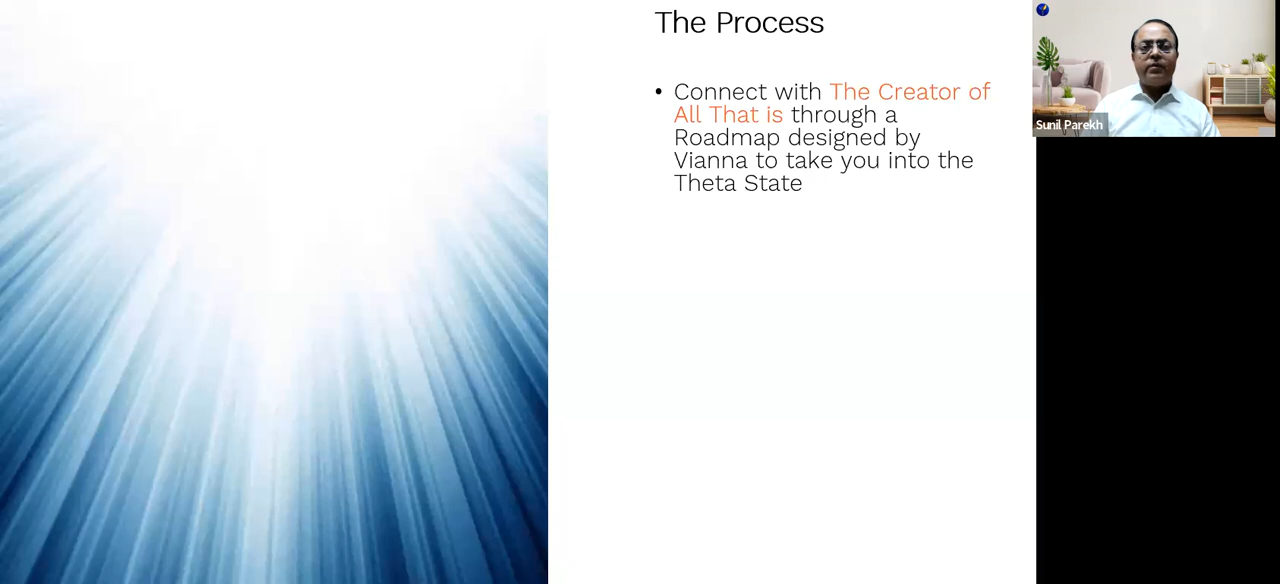 The Process
• Connect with The Creator of
All That is through a
Roadmap designed by
Vianna to take you into the
Theta State
Sunil Parekh